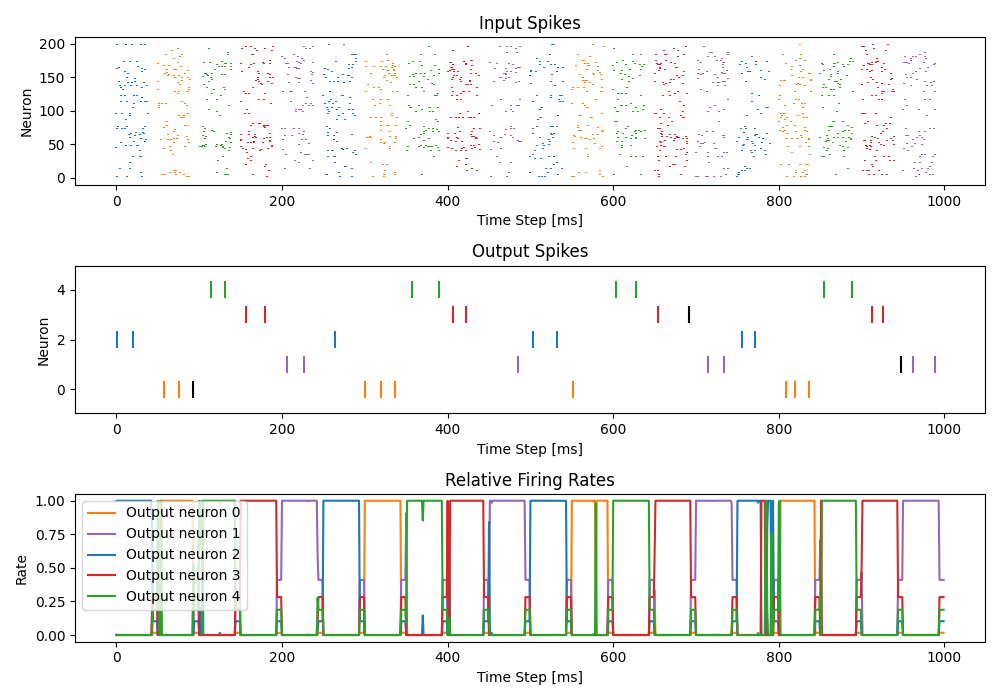 Input Spikes
200
150
100
50
0
Neuron
0 200 400 600 800 1000
Time Step [ms]
Output Spikes
4
2
0
Neuron
0 200 400 600 800 1000
Time Step [ms]
Relative Firing Rates
1.00
0.75
0.50
0.25
0.00
Rate
Output neuron 0
Output neuron 1
Output neuron 2
Output neuron 3
Output neuron 4
0 200 400 600 800 1000
Time Step [ms]